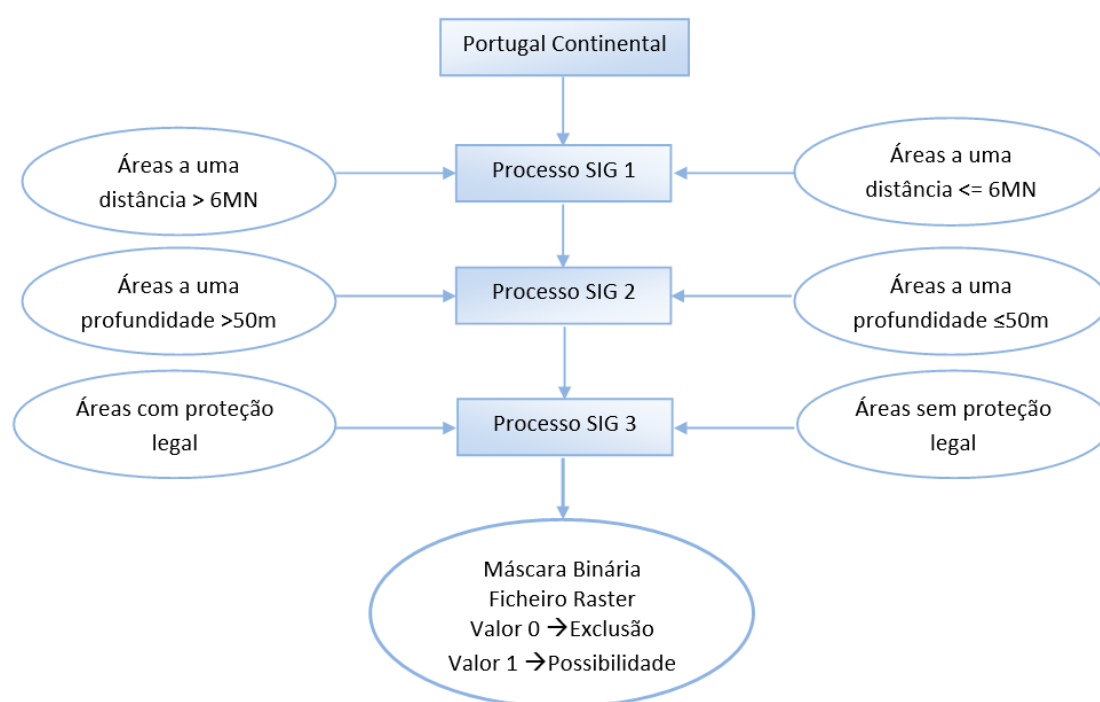 Portugal Continental
Áreas a uma
distância > 6MN
Processo SIG 1
Áreas a uma
distância <= 6MN
Áreas a uma
profundidade >50m
Processo SIG 2
Áreas a uma
profundidade ≤50m
Áreas com proteção
legal
Processo SIG 3
Áreas sem proteção
legal
Máscara Binária
Ficheiro Raster
Valor 0 →Exclusão
Valor 1 →Possibilidade